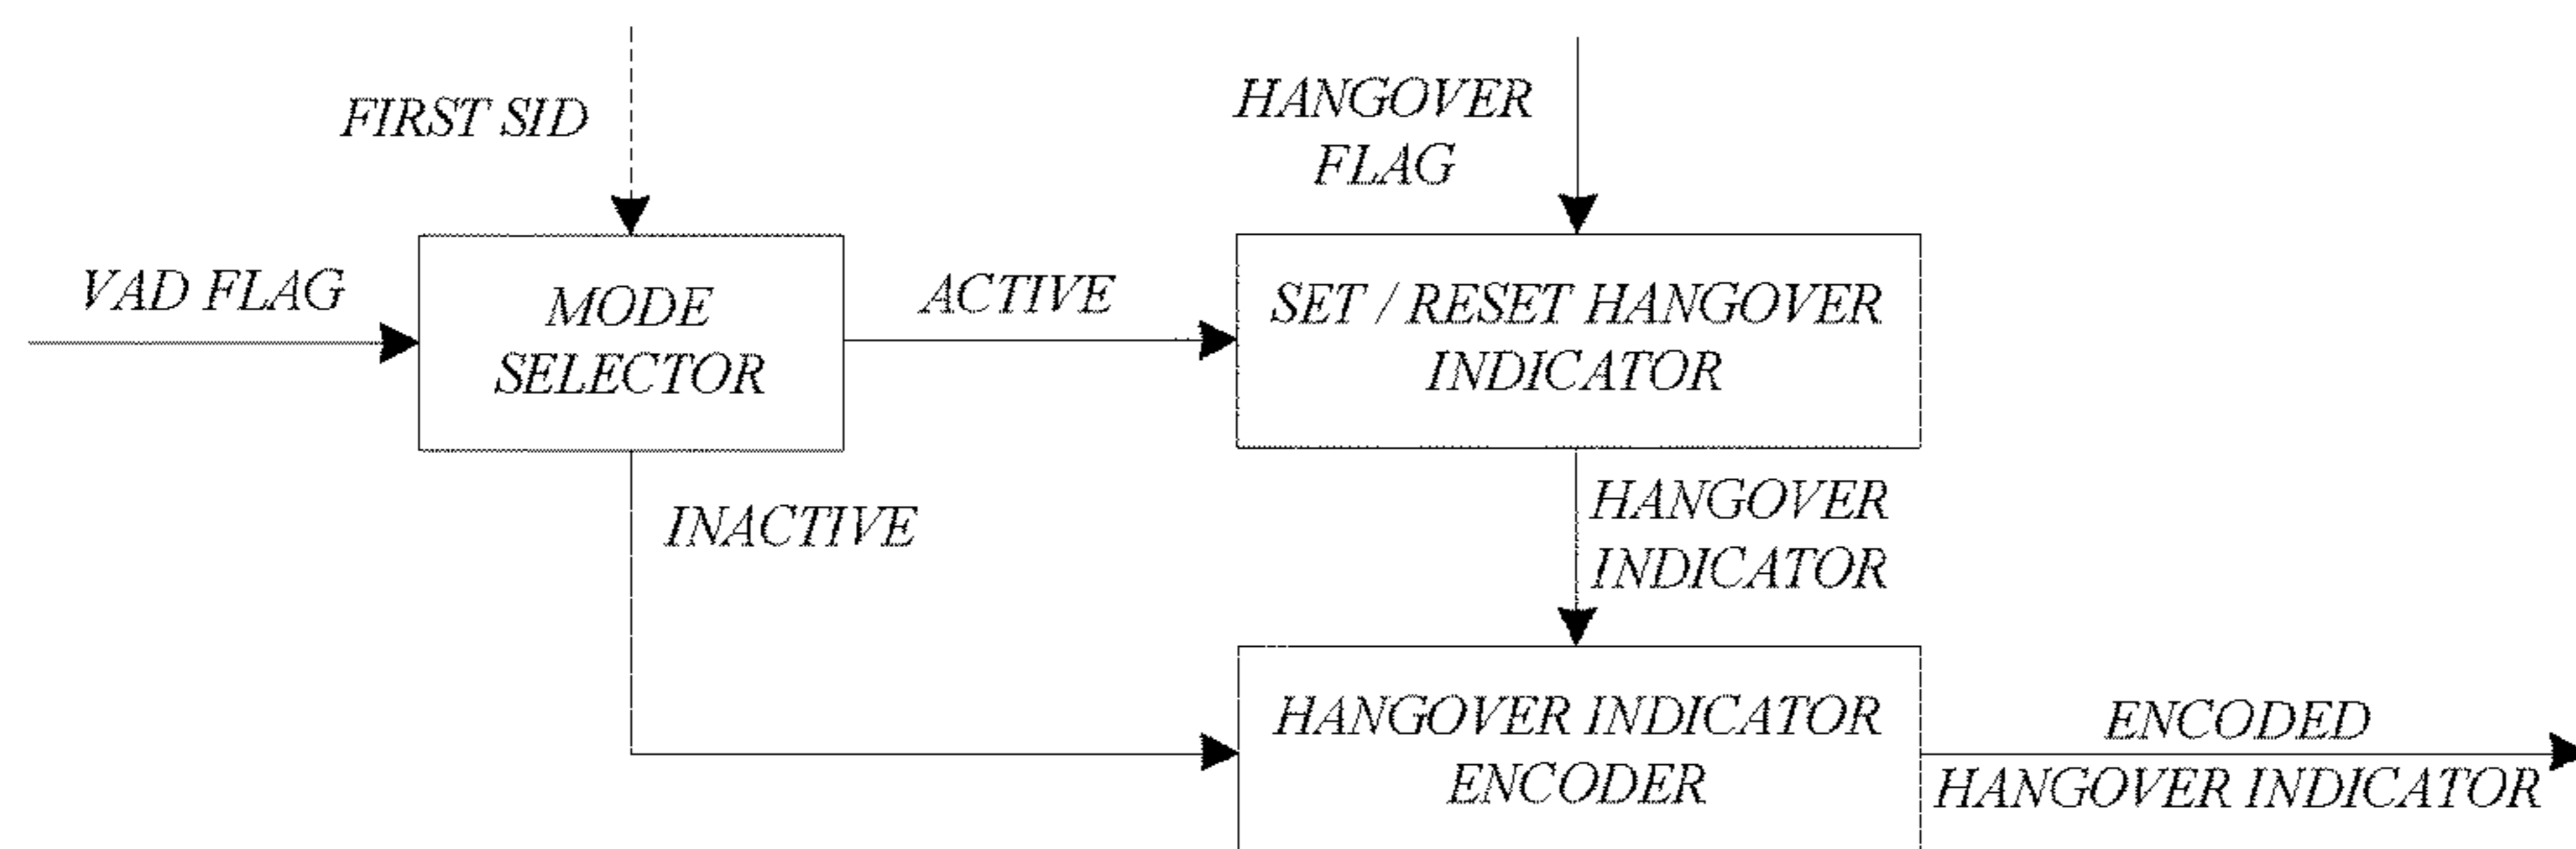 FIRST SID
HANGOVER
FLAG
VAD FLAG
MODE
SELECTOR
ACTIVE
SET / RESET HANGOVER
INDICATOR
INACTIVE
HANGOVER
INDICATOR
HANGOVER INDICATOR
ENCODER
ENCODED
HANGOVER INDICATOR